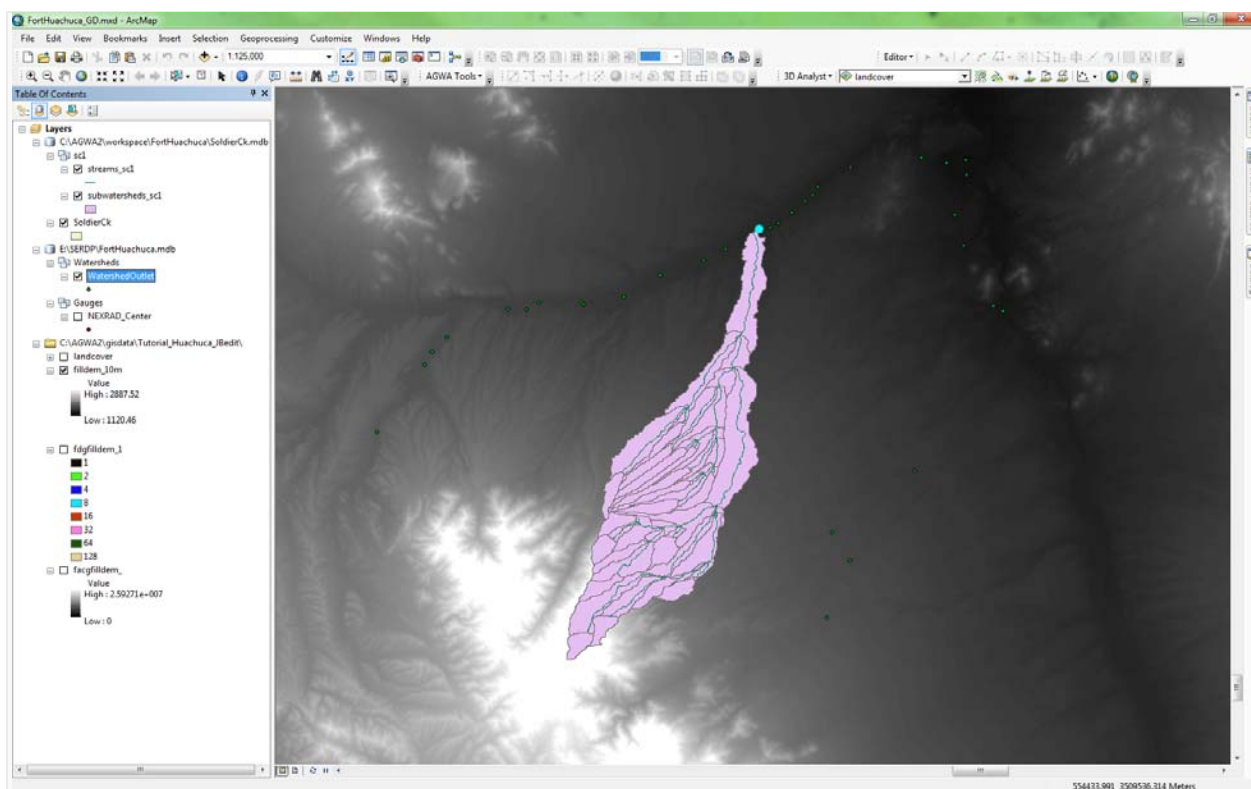 FortHuachuca_GD.mxd - ArcMap
File Edit View Bookmarks Insert Selection Geoprocessing Customize Windows Help
1:125,000
Editor
AGWA Tools
3D Analyst
landcover
Table Of Contents
Layers
C:\AGWA2\workspace\FortHuachuca\SoldierCk.mdb
sc1
streams_sc1
subwatersheds_sc1
SoldierCk
E:\SERDP\FortHuachuca.mdb
Watersheds
WatershedOutlet
Gauges
NEXRAD_Center
C:\AGWA2\gisdata\Tutorial_Huachuca_JBedit\
landcover
filldem_10m
Value
High : 2887.52
Low : 1120.46
fdgfilldem_1
1
2
4
8
16
32
64
128
facgfilldem_
Value
High : 2.59271e+007
Low : 0
554433.991 3509536.314 Meters